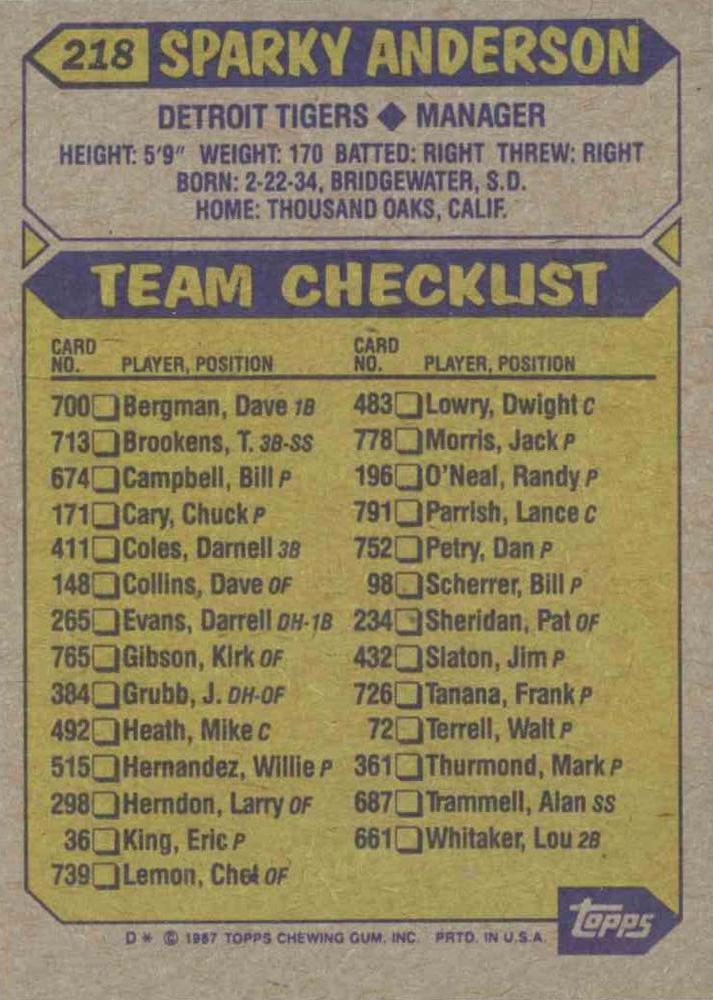 218 SPARKY ANDERSON
DETROIT TIGERS ◆ MANAGER
HEIGHT: 5'9" WEIGHT: 170 BATTED: RIGHT THREW: RIGHT
BORN: 2-22-34, BRIDGEWATER, S.D.
HOME: THOUSAND OAKS, CALIF.
TEAM CHECKLIST
CARD NO. PLAYER, POSITION
700 Bergman, Dave 1B
713 Brookens, T. 3B-SS
674 Campbell, Bill P
171 Cary, Chuck P
411 Coles, Darnell 3B
148 Collins, Dave OF
265 Evans, Darrell DH-1B
765 Gibson, Kirk OF
384 Grubb, J. DH-OF
492 Heath, Mike C
515 Hernandez, Willie P
298 Herndon, Larry OF
36 King, Eric P
739 Lemon, Chet OF
CARD NO. PLAYER, POSITION
483 Lowry, Dwight C
778 Morris, Jack P
196 O'Neal, Randy P
791 Parrish, Lance C
752 Petry, Dan P
98 Scherrer, Bill P
234 Sheridan, Pat OF
432 Slaton, Jim P
726 Tanana, Frank P
72 Terrell, Walt P
361 Thurmond, Mark P
687 Trammell, Alan SS
661 Whitaker, Lou 2B
topps
D * © 1987 TOPPS CHEWING GUM, INC. PRTD. IN U.S.A.